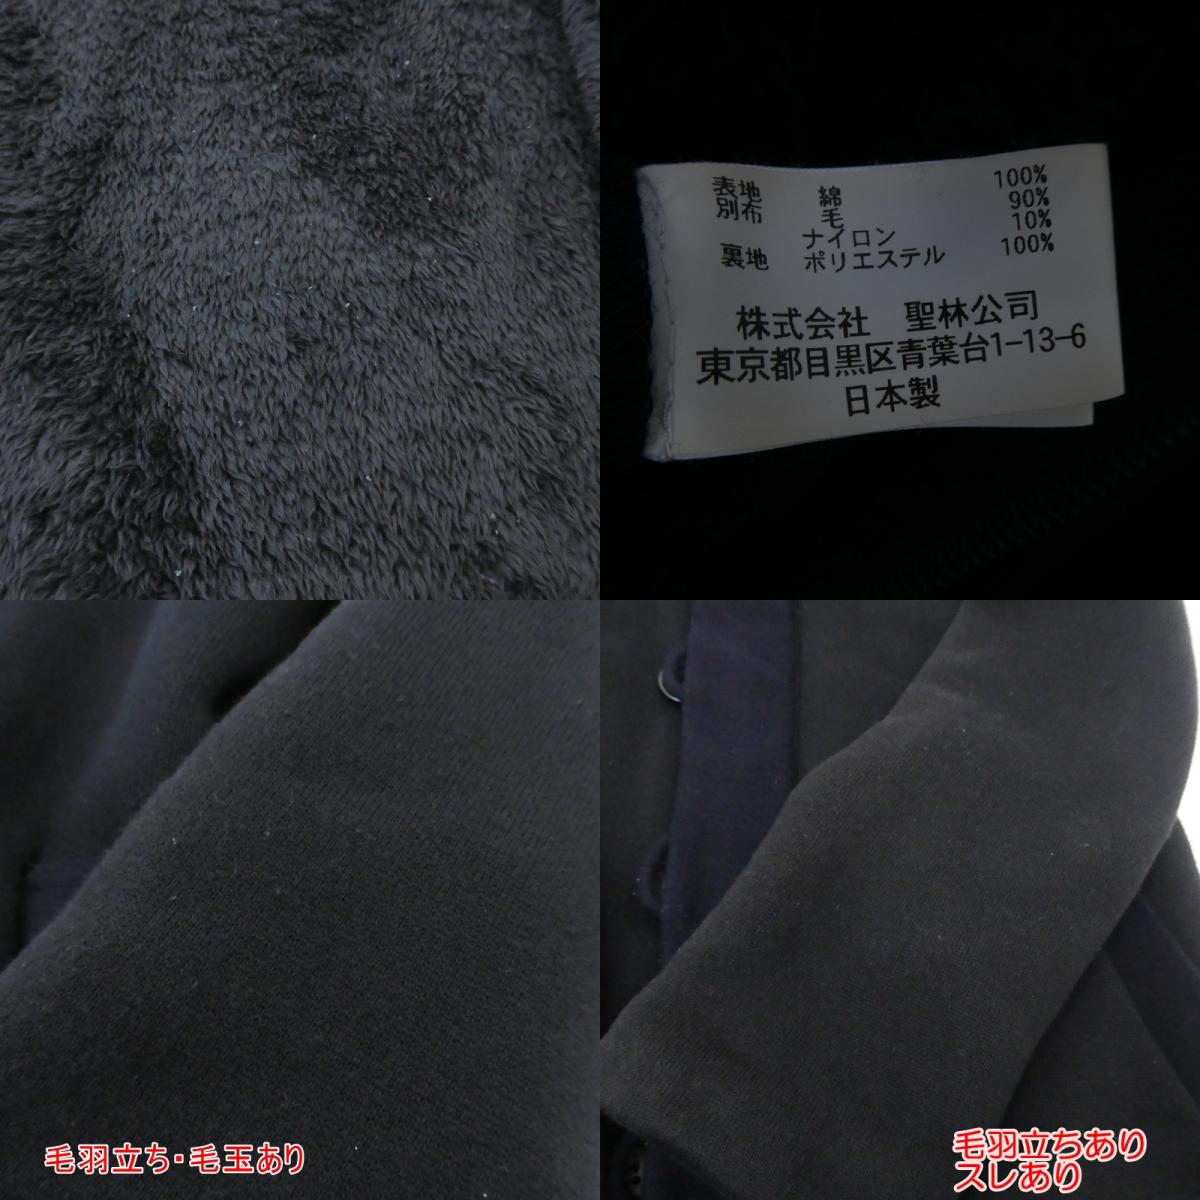 表地 綿 100%
別布 毛 90%
ナイロン 10%
裏地 ポリエステル 100%
株式会社 聖林公司
東京都目黒区青葉台1-13-6
日本製
毛羽立ち・毛玉あり
毛羽立ちあり
スレあり